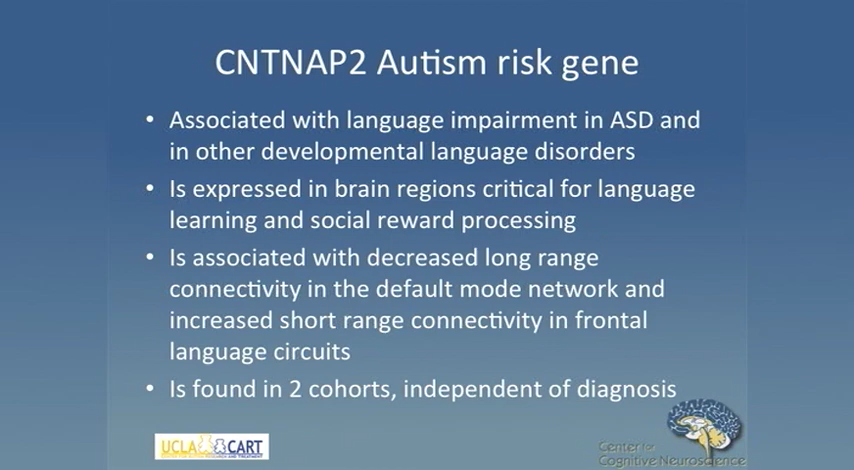 CNTNAP2 Autism risk gene
• Associated with language impairment in ASD and
in other developmental language disorders
• Is expressed in brain regions critical for language
learning and social reward processing
• Is associated with decreased long range
connectivity in the default mode network and
increased short range connectivity in frontal
language circuits
• Is found in 2 cohorts, independent of diagnosis
UCLA CART
Center for
Cognitive Neuroscience